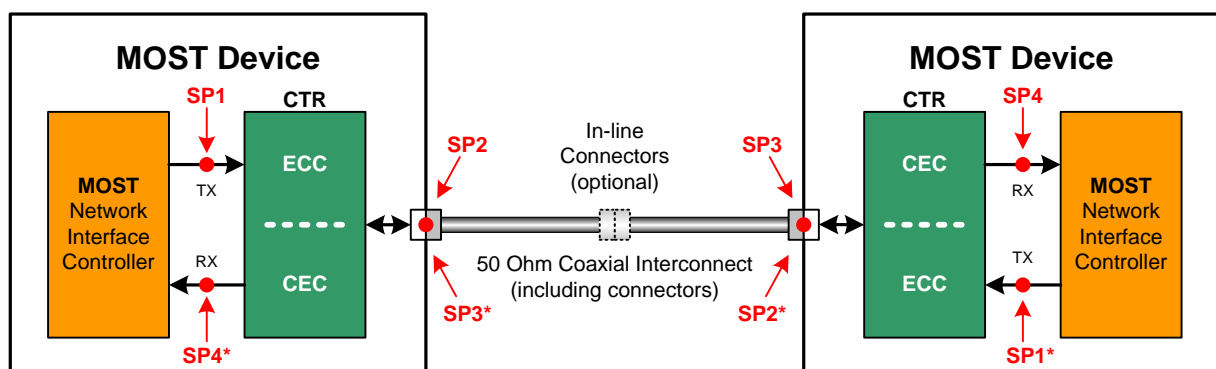 MOST Device
SP1
CTR
MOST
Network
Interface
Controller
TX
RX
ECC
CEC
SP4*
SP2
SP3*
In-line
Connectors
(optional)
50 Ohm Coaxial Interconnect
(including connectors)
SP3
SP2*
MOST Device
CTR
SP4
CEC
ECC
RX
TX
MOST
Network
Interface
Controller
SP1*